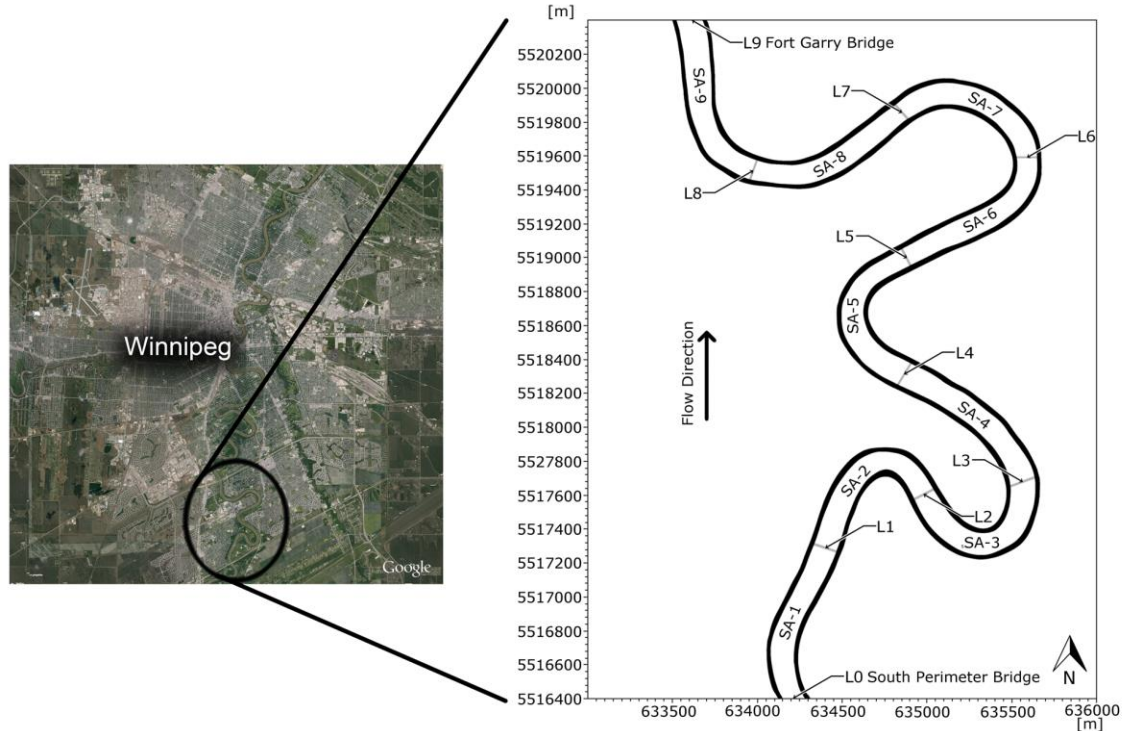 [m]
5520200
5520000
5519800
5519600
5519400
5519200
5519000
5518800
5518600
5518400
5518200
5518000
5517800
5517600
5517400
5517200
5517000
5516800
5516600
5516400
L9 Fort Garry Bridge
SA-9
L7
SA-7
L6
SA-8
L8
SA-6
L5
SA-5
Flow Direction
L4
SA-4
L3
SA-2
L2
SA-3
L1
SA-1
N
L0 South Perimeter Bridge
633500 634000 634500 635000 635500 636000
[m]
Winnipeg
Google